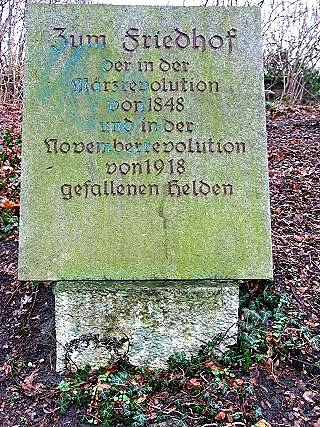 Zum Friedhof
der in der
Märzrevolution
von 1848
und in der
Novemberrevolution
von 1918
gefallenen Helden